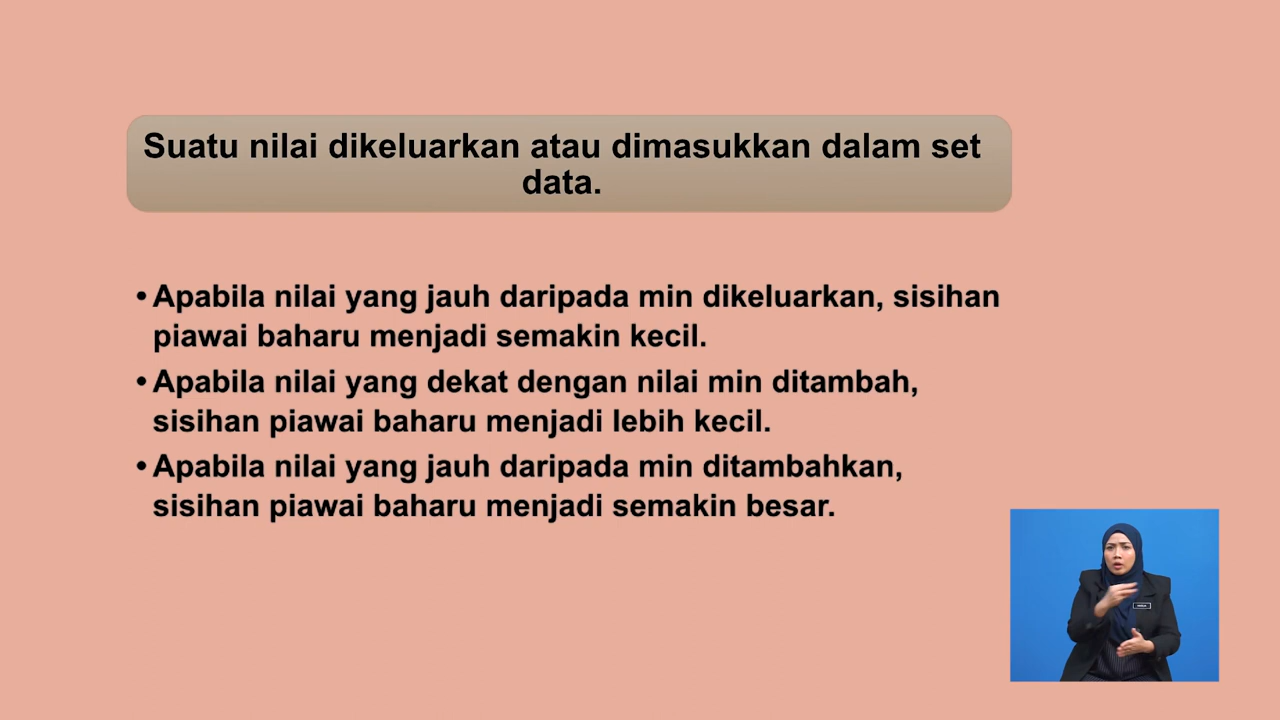 Suatu nilai dikeluarkan atau dimasukkan dalam set
data.
• Apabila nilai yang jauh daripada min dikeluarkan, sisihan
piawai baharu menjadi semakin kecil.
• Apabila nilai yang dekat dengan nilai min ditambah,
sisihan piawai baharu menjadi lebih kecil.
• Apabila nilai yang jauh daripada min ditambahkan,
sisihan piawai baharu menjadi semakin besar.